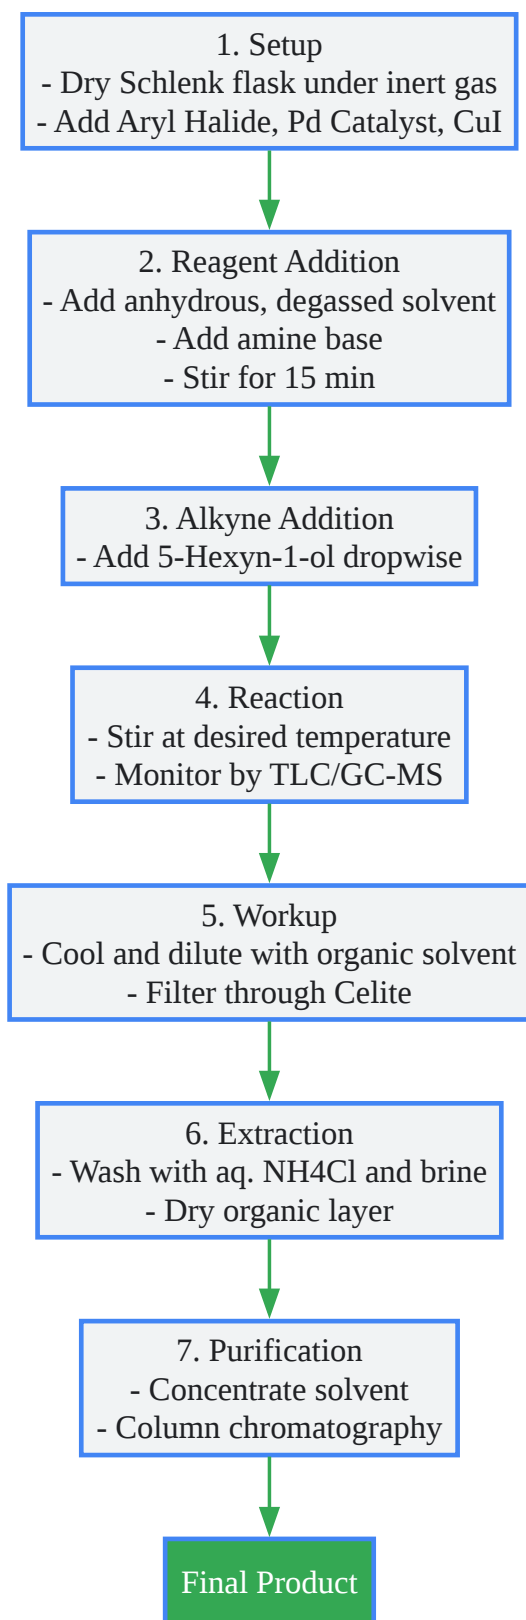 1. Setup
- Dry Schlenk flask under inert gas
- Add Aryl Halide, Pd Catalyst, CuI
2. Reagent Addition
- Add anhydrous, degassed solvent
- Add amine base
- Stir for 15 min
3. Alkyne Addition
- Add 5-Hexyn-1-ol dropwise
4. Reaction
- Stir at desired temperature
- Monitor by TLC/GC-MS
5. Workup
- Cool and dilute with organic solvent
- Filter through Celite
6. Extraction
- Wash with aq. NH4Cl and brine
- Dry organic layer
7. Purification
- Concentrate solvent
- Column chromatography
Final Product